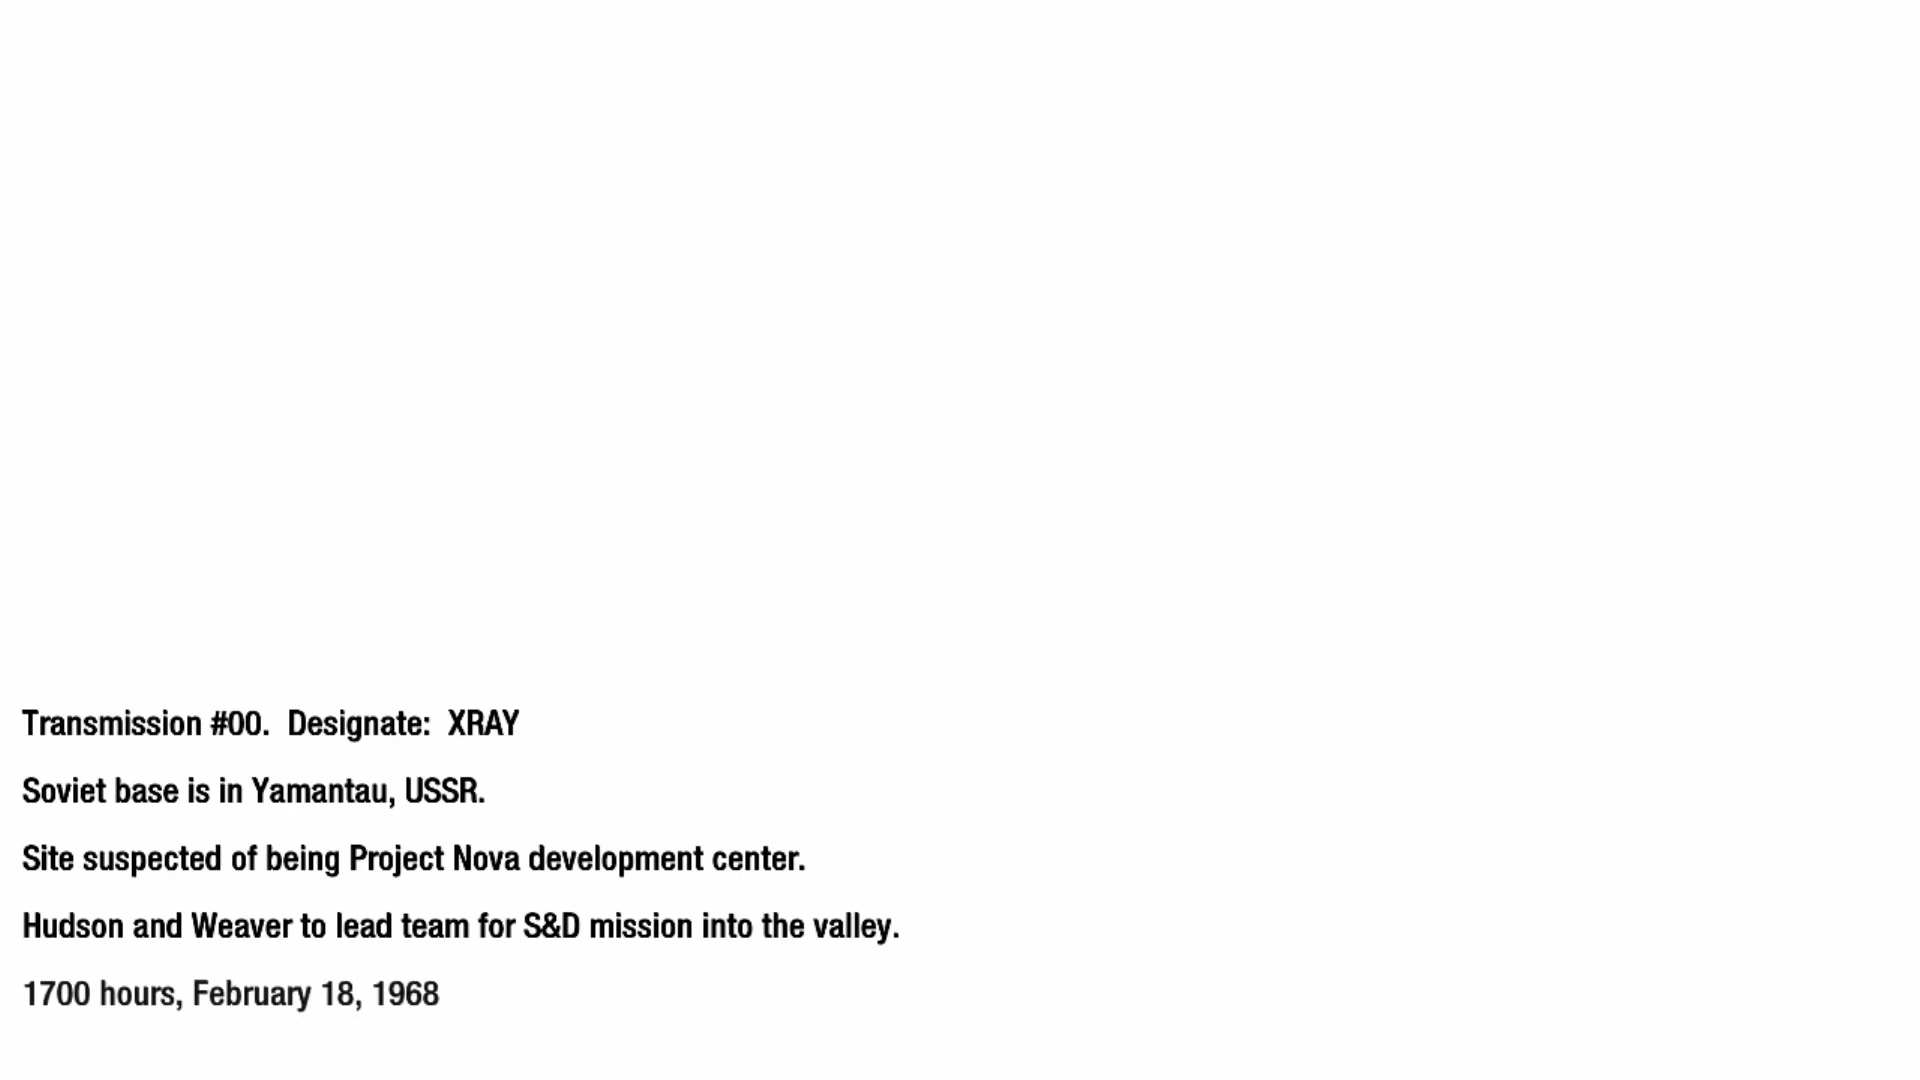 Transmission #00.  Designate:  XRAY
Soviet base is in Yamantau, USSR.
Site suspected of being Project Nova development center.
Hudson and Weaver to lead team for S&D mission into the valley.
1700 hours, February 18, 1968